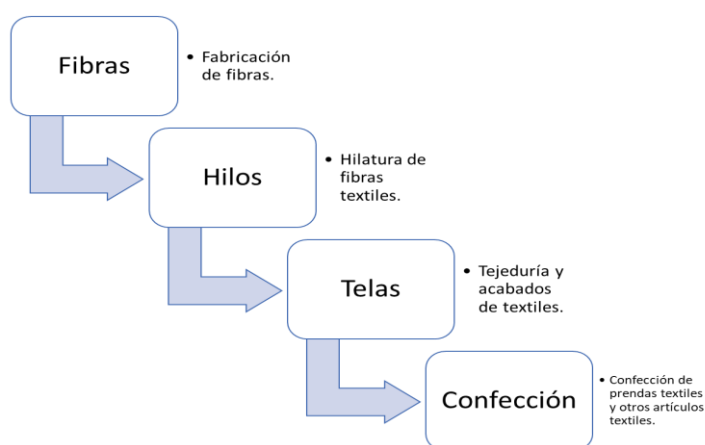 Fibras
• Fabricación
de fibras.
Hilos
• Hilatura de
fibras
textiles.
Telas
• Tejeduría y
acabados
de textiles.
Confección
• Confección de
prendas textiles
y otros artículos
textiles.